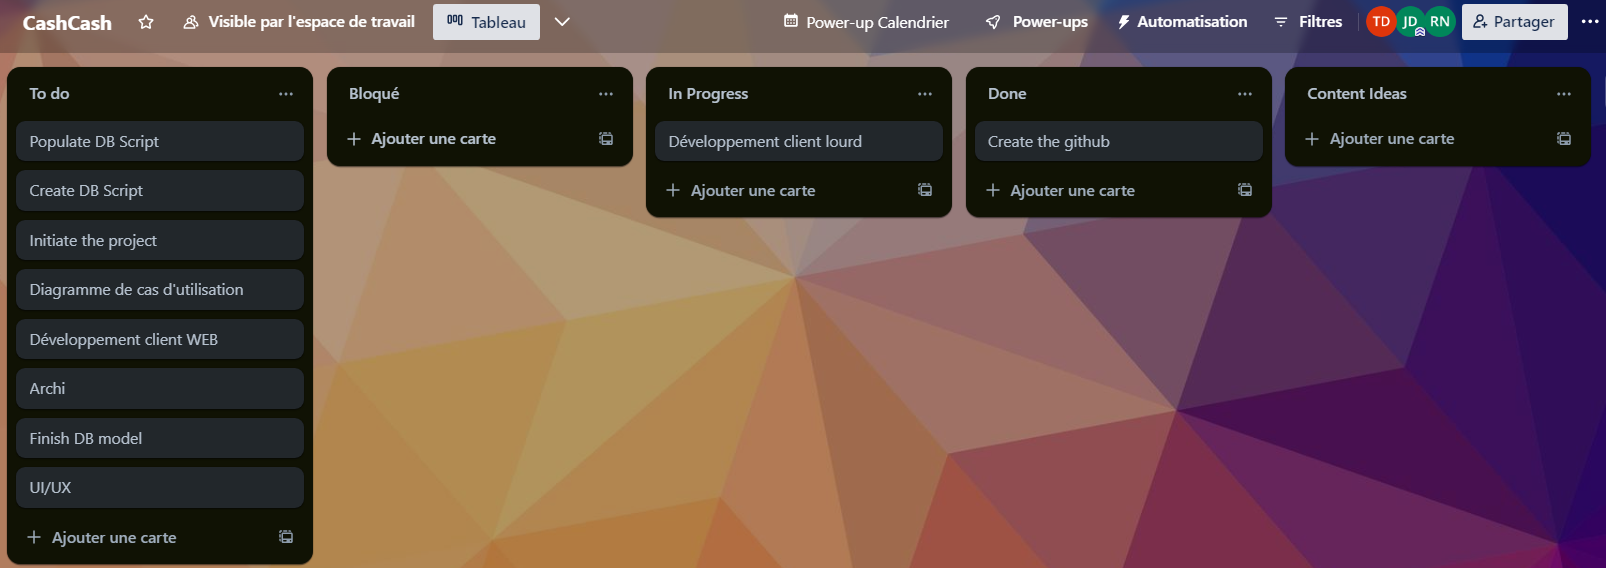 CashCash
Visible par l'espace de travail
Tableau
Power-up Calendrier
Power-ups
Automatisation
Filtres
TD
JD
RN
Partager
To do
Populate DB Script
Create DB Script
Initiate the project
Diagramme de cas d'utilisation
Développement client WEB
Archi
Finish DB model
UI/UX
Ajouter une carte
Bloqué
Ajouter une carte
In Progress
Développement client lourd
Ajouter une carte
Done
Create the github
Ajouter une carte
Content Ideas
Ajouter une carte